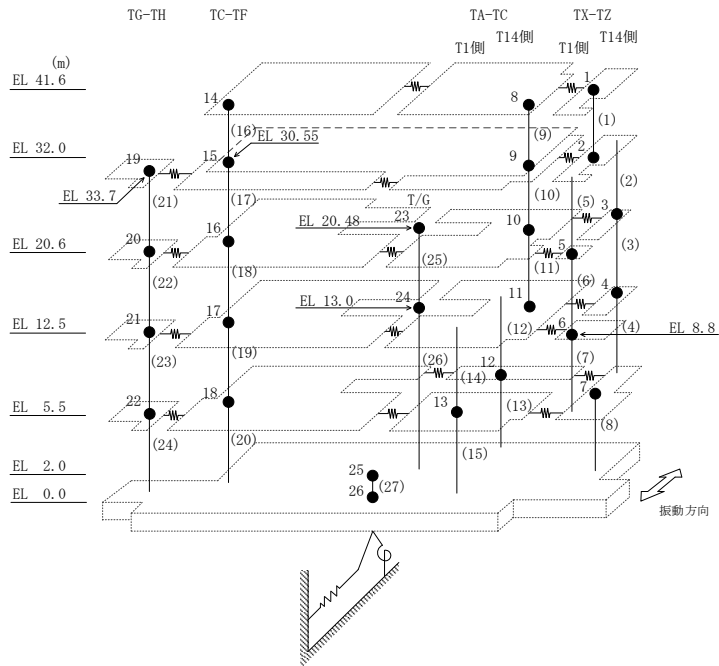 TG-TH TC-TF TA-TC TX-TZ
T1側 T14側 T1側 T14側
(m)
EL 41.6
14 8 1
(16) (9) (1)
EL 30.55
EL 32.0
19 15 9 2
EL 33.7
(21) (17) (10) (2)
T/G
EL 20.48 23 (5) 3
EL 20.6
20 16 10 5 (3)
(22) (18) (25) (11)
EL 13.0 24 11 (6) 4
EL 12.5
21 17 (12) 6 (4) EL 8.8
(23) (19) (26) 12 (7)
(14) 7
EL 5.5
22 18 13 (13) (8)
(24) (20) (15)
EL 2.0
25
EL 0.0
26 (27)
振動方向